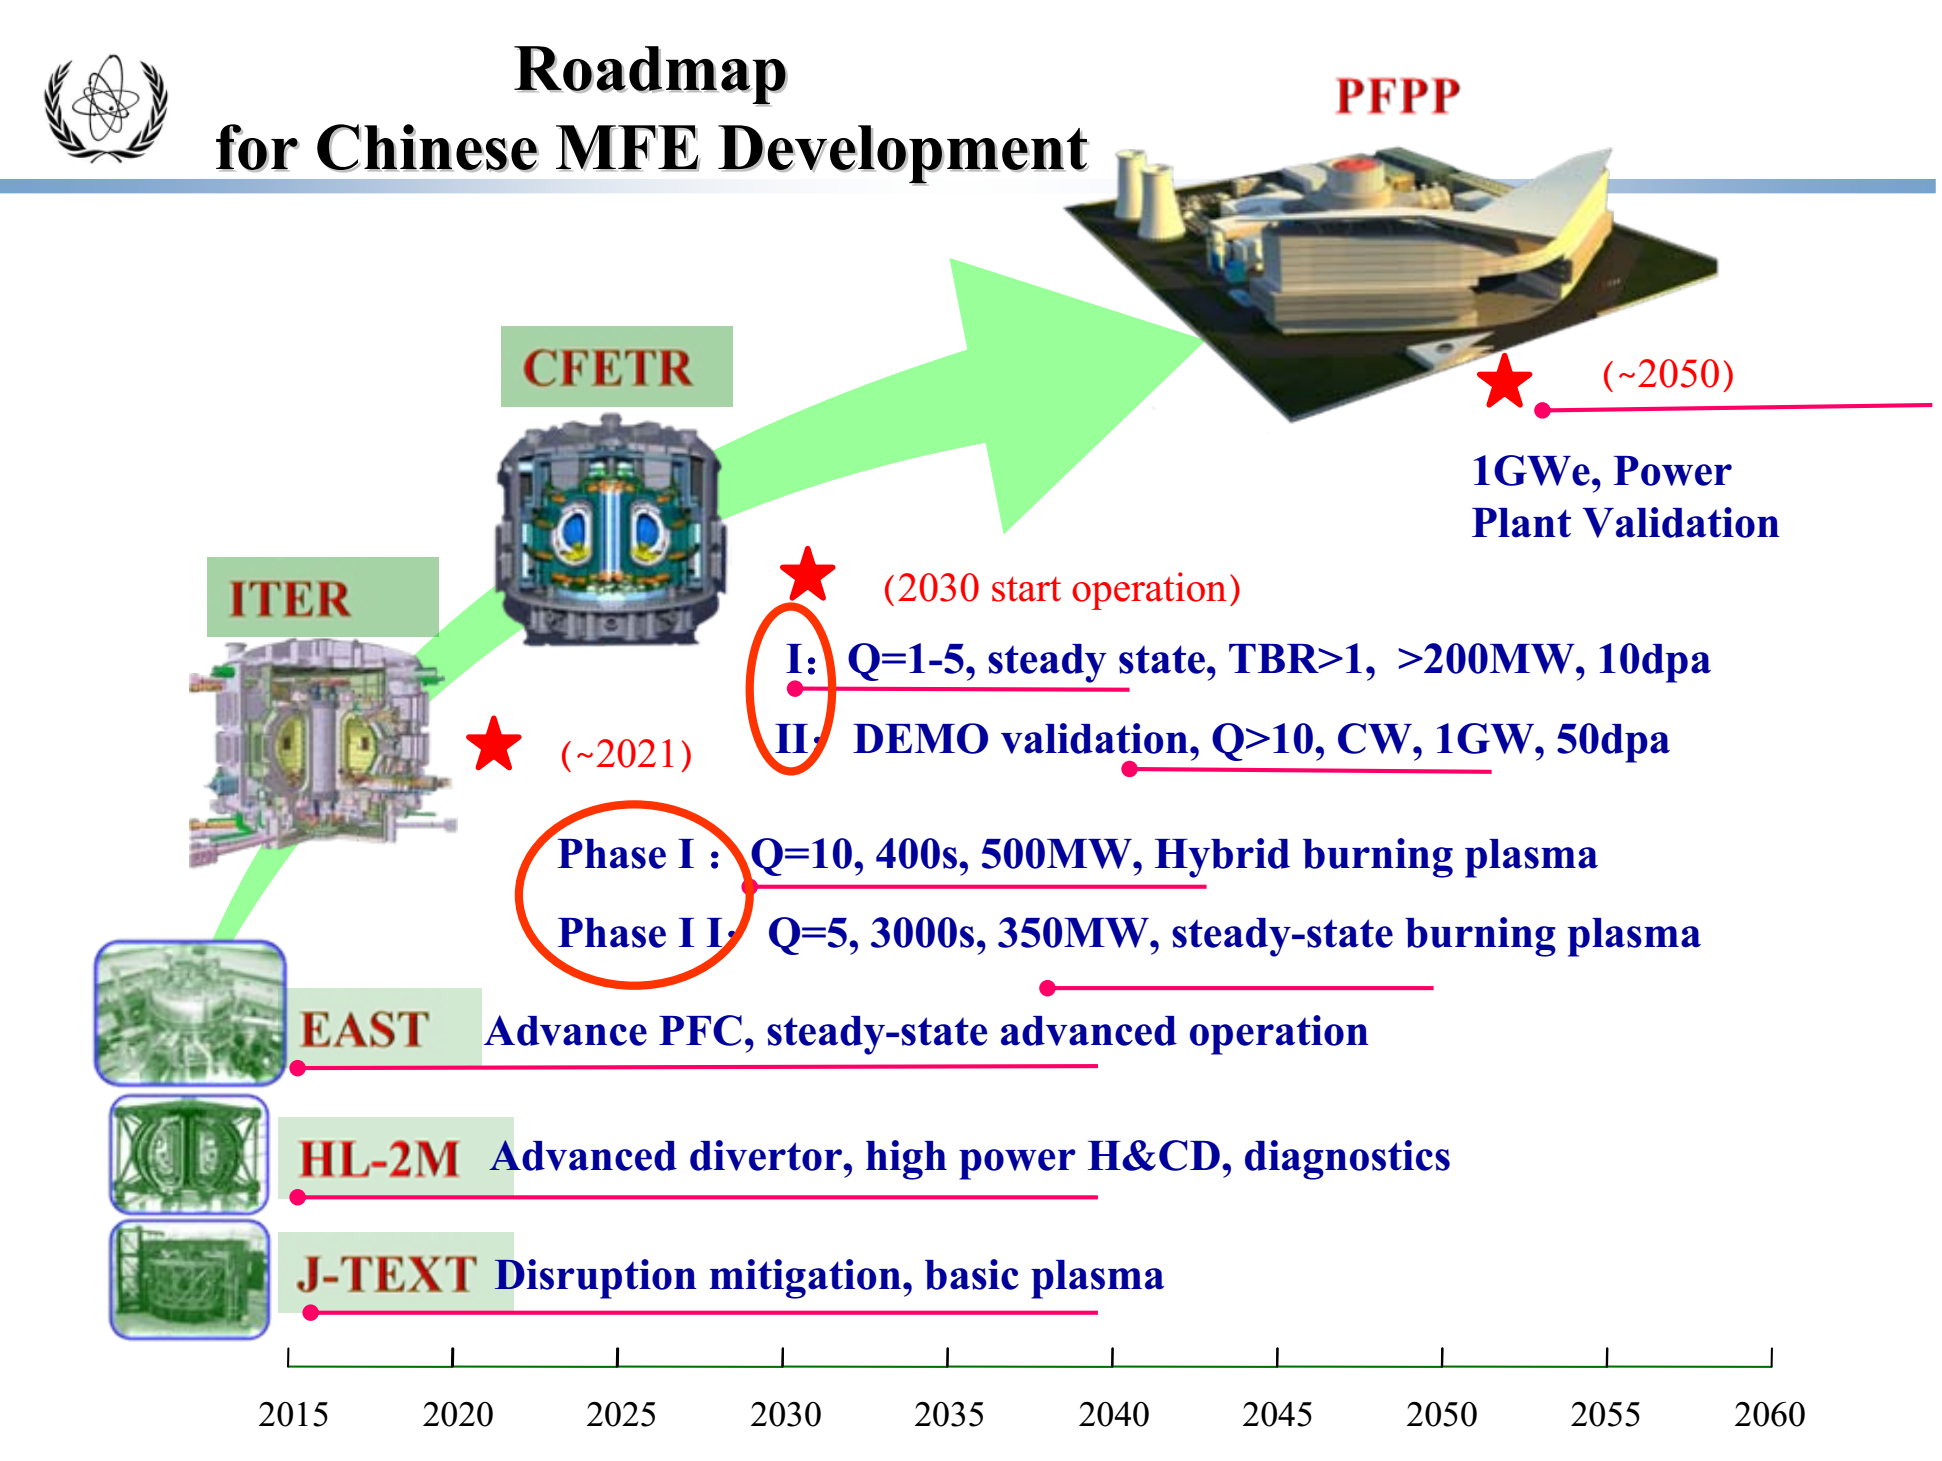 Roadmap
for Chinese MFE Development
PFPP
(~2050)
1GWe, Power
Plant Validation
CFETR
(2030 start operation)
I： Q=1-5, steady state, TBR>1, >200MW, 10dpa
II： DEMO validation, Q>10, CW, 1GW, 50dpa
ITER
(~2021)
Phase I： Q=10, 400s, 500MW, Hybrid burning plasma
Phase I I： Q=5, 3000s, 350MW, steady-state burning plasma
EAST Advance PFC, steady-state advanced operation
HL-2M Advanced divertor, high power H&CD, diagnostics
J-TEXT Disruption mitigation, basic plasma
2015 2020 2025 2030 2035 2040 2045 2050 2055 2060